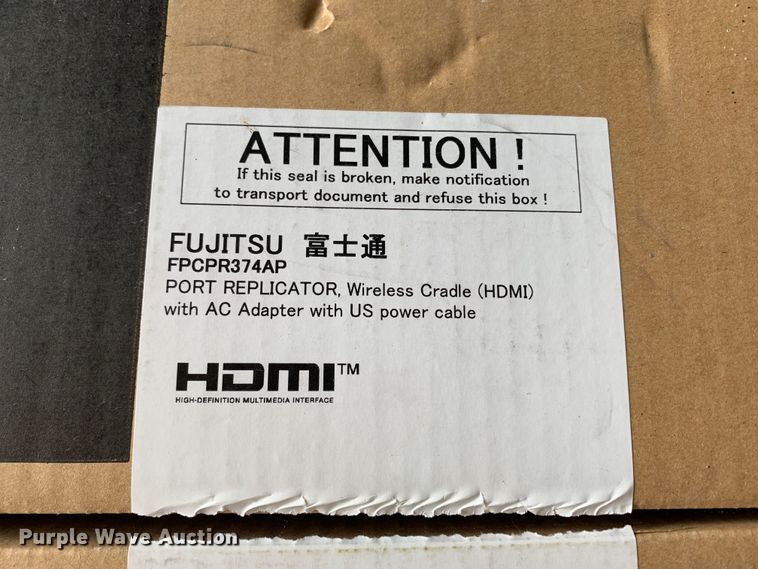 ATTENTION !
If this seal is broken, make notification
to transport document and refuse this box !
FUJITSU 富士通
FPCPR374AP
PORT REPLICATOR, Wireless Cradle (HDMI)
with AC Adapter with US power cable
HDMI™
HIGH-DEFINITION MULTIMEDIA INTERFACE
Purple Wave Auction